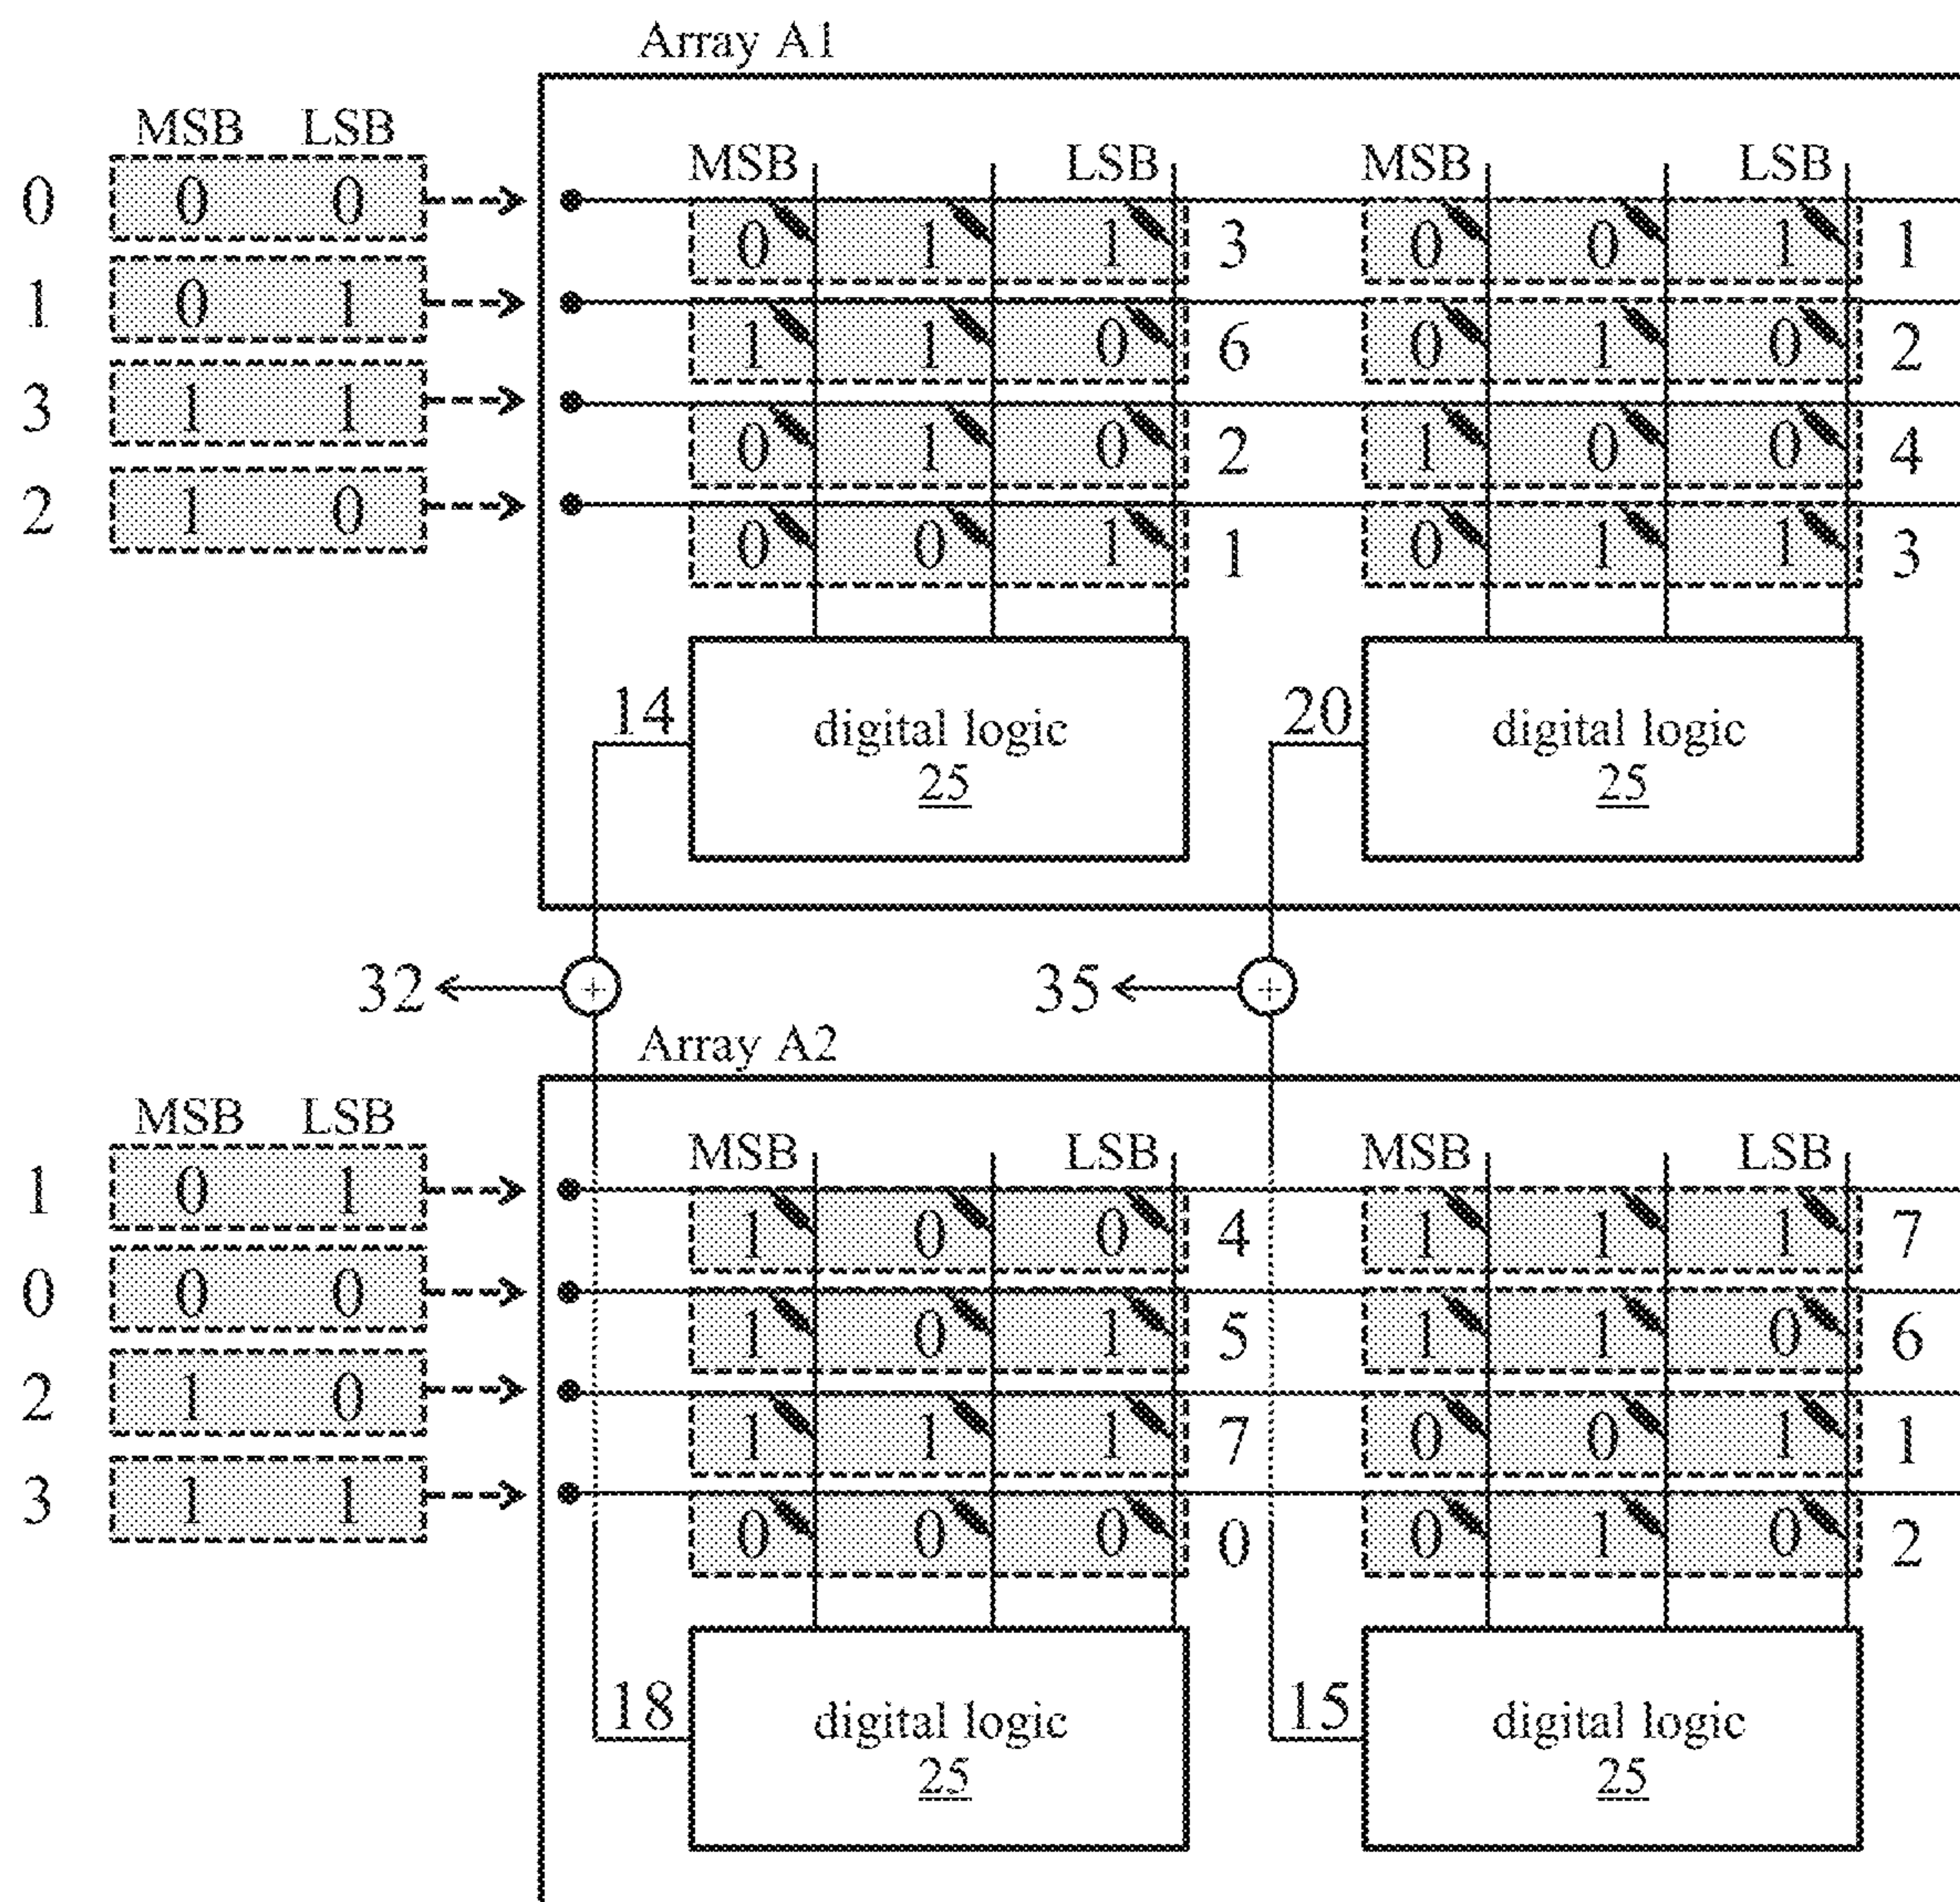 Array A1
MSB LSB
MSB LSB MSB LSB
0 0 0
0 1 1 3 0 0 1 1
1 0 1
1 1 0 6 0 1 0 2
3 1 1
0 1 0 2 1 0 0 4
2 1 0
0 0 1 1 0 1 1 3
14 20
digital logic digital logic
25 25
32 + 35 +
Array A2
MSB LSB
MSB LSB MSB LSB
1 0 1
1 0 0 4 1 1 1 7
0 0 0
1 0 1 5 1 1 0 6
2 1 0
1 1 1 7 0 0 1 1
3 1 1
0 0 0 0 0 1 0 2
18 15
digital logic digital logic
25 25